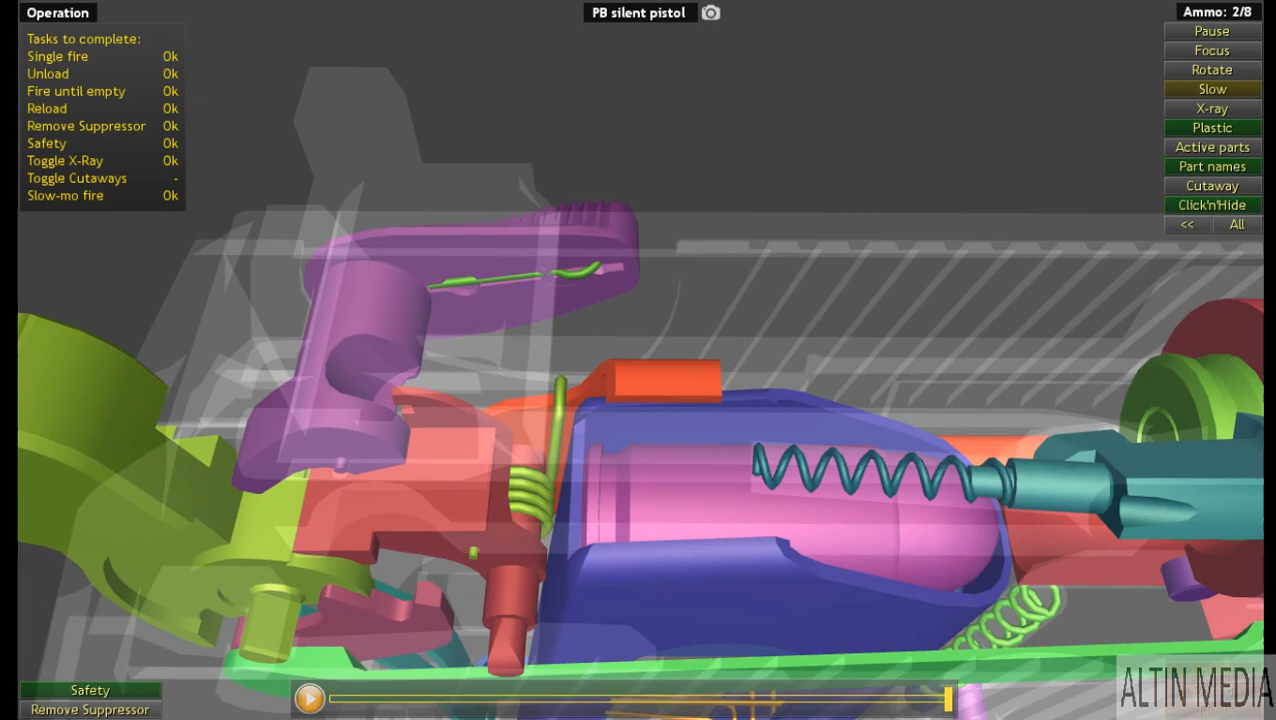 Operation
PB silent pistol
Ammo: 2/8
Tasks to complete:
Single fire Ok
Unload Ok
Fire until empty Ok
Reload Ok
Remove Suppressor Ok
Safety Ok
Toggle X-Ray Ok
Toggle Cutaways -
Slow-mo fire Ok
Pause
Focus
Rotate
Slow
X-ray
Plastic
Active parts
Part names
Cutaway
Click'n'Hide
<< All
Safety
Remove Suppressor
ALTIN MEDIA